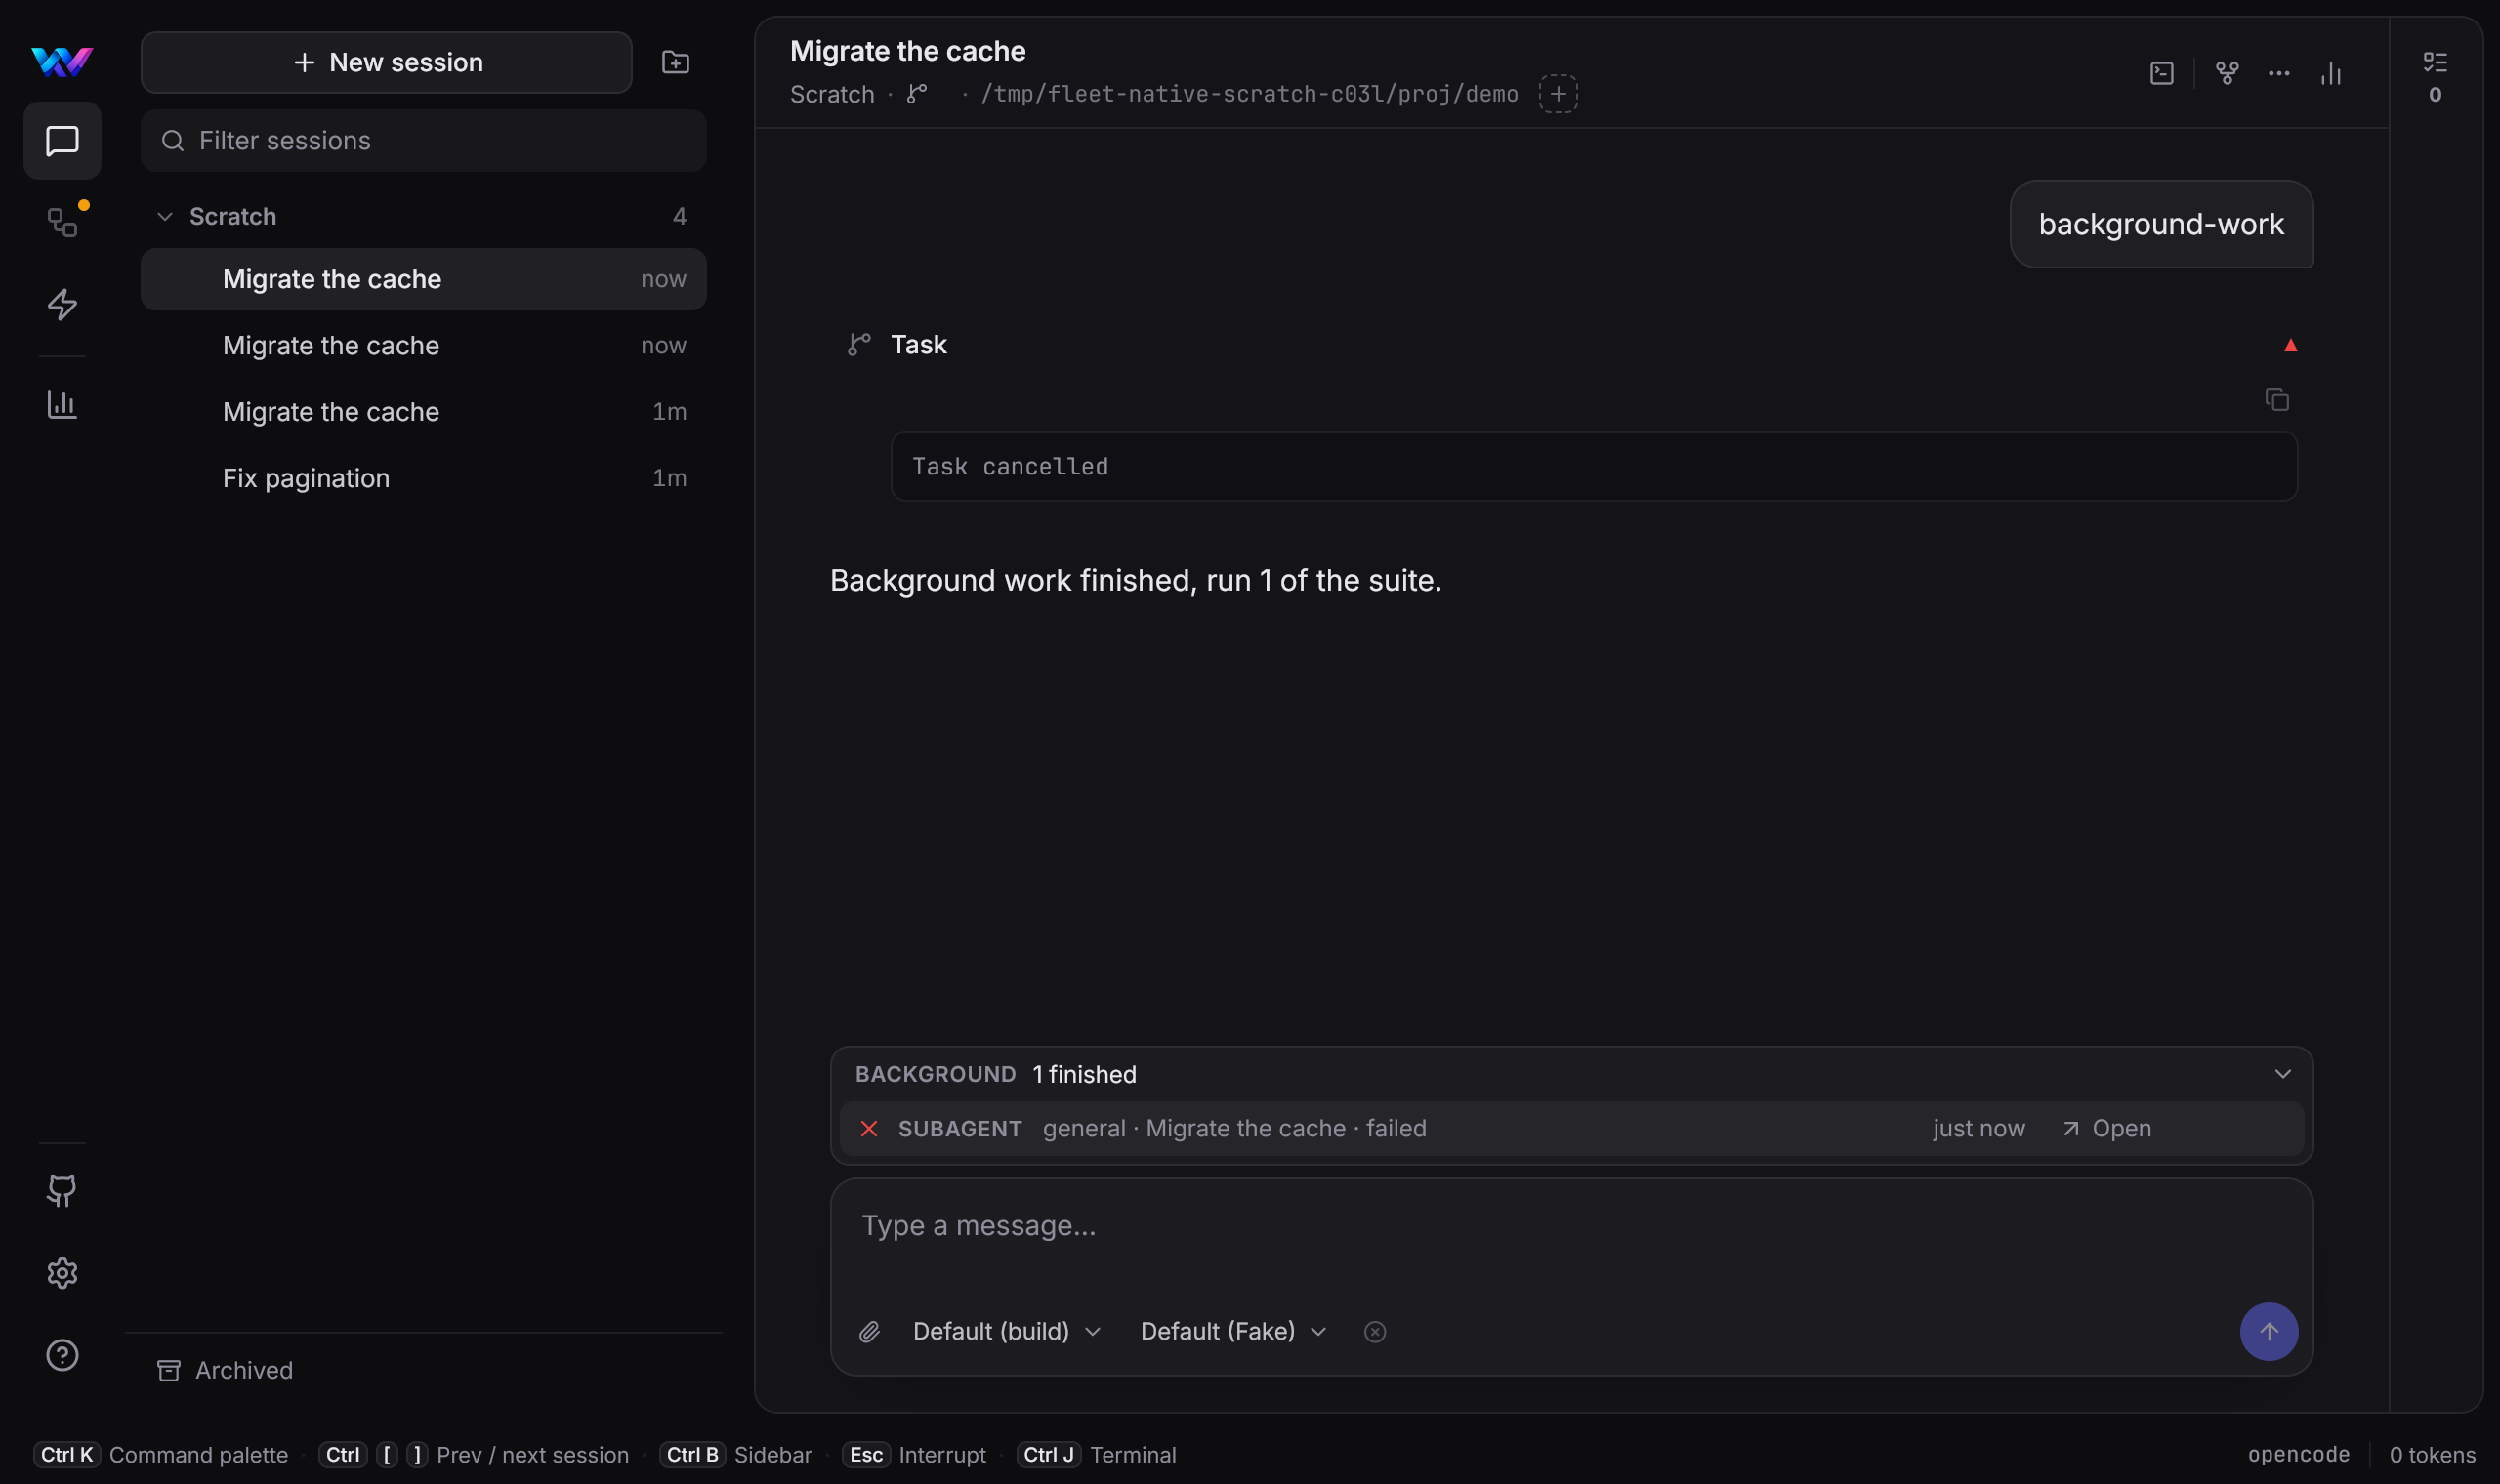 New session
Filter sessions
Scratch 4
Migrate the cache now
Migrate the cache now
Migrate the cache 1m
Fix pagination 1m
Archived
Migrate the cache
Scratch · · /tmp/fleet-native-scratch-c03l/proj/demo
0
background-work
Task
Task cancelled
Background work finished, run 1 of the suite.
BACKGROUND 1 finished
SUBAGENT general · Migrate the cache · failed just now Open
Type a message...
Default (build) Default (Fake)
Ctrl K Command palette · Ctrl [ ] Prev / next session · Ctrl B Sidebar · Esc Interrupt · Ctrl J Terminal opencode 0 tokens